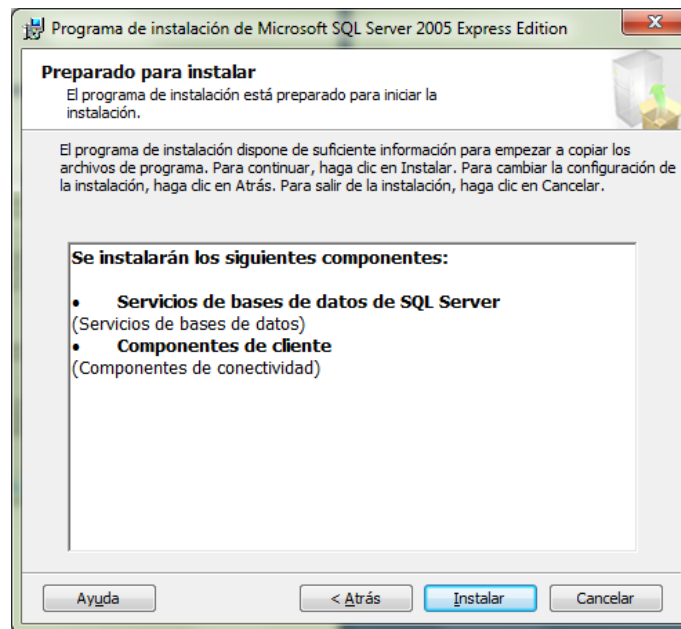 Programa de instalación de Microsoft SQL Server 2005 Express Edition
Preparado para instalar
El programa de instalación está preparado para iniciar la
instalación.
El programa de instalación dispone de suficiente información para empezar a copiar los
archivos de programa. Para continuar, haga clic en Instalar. Para cambiar la configuración de
la instalación, haga clic en Atrás. Para salir de la instalación, haga clic en Cancelar.
Se instalarán los siguientes componentes:
• Servicios de bases de datos de SQL Server
(Servicios de bases de datos)
• Componentes de cliente
(Componentes de conectividad)
Ayuda < Atrás Instalar Cancelar